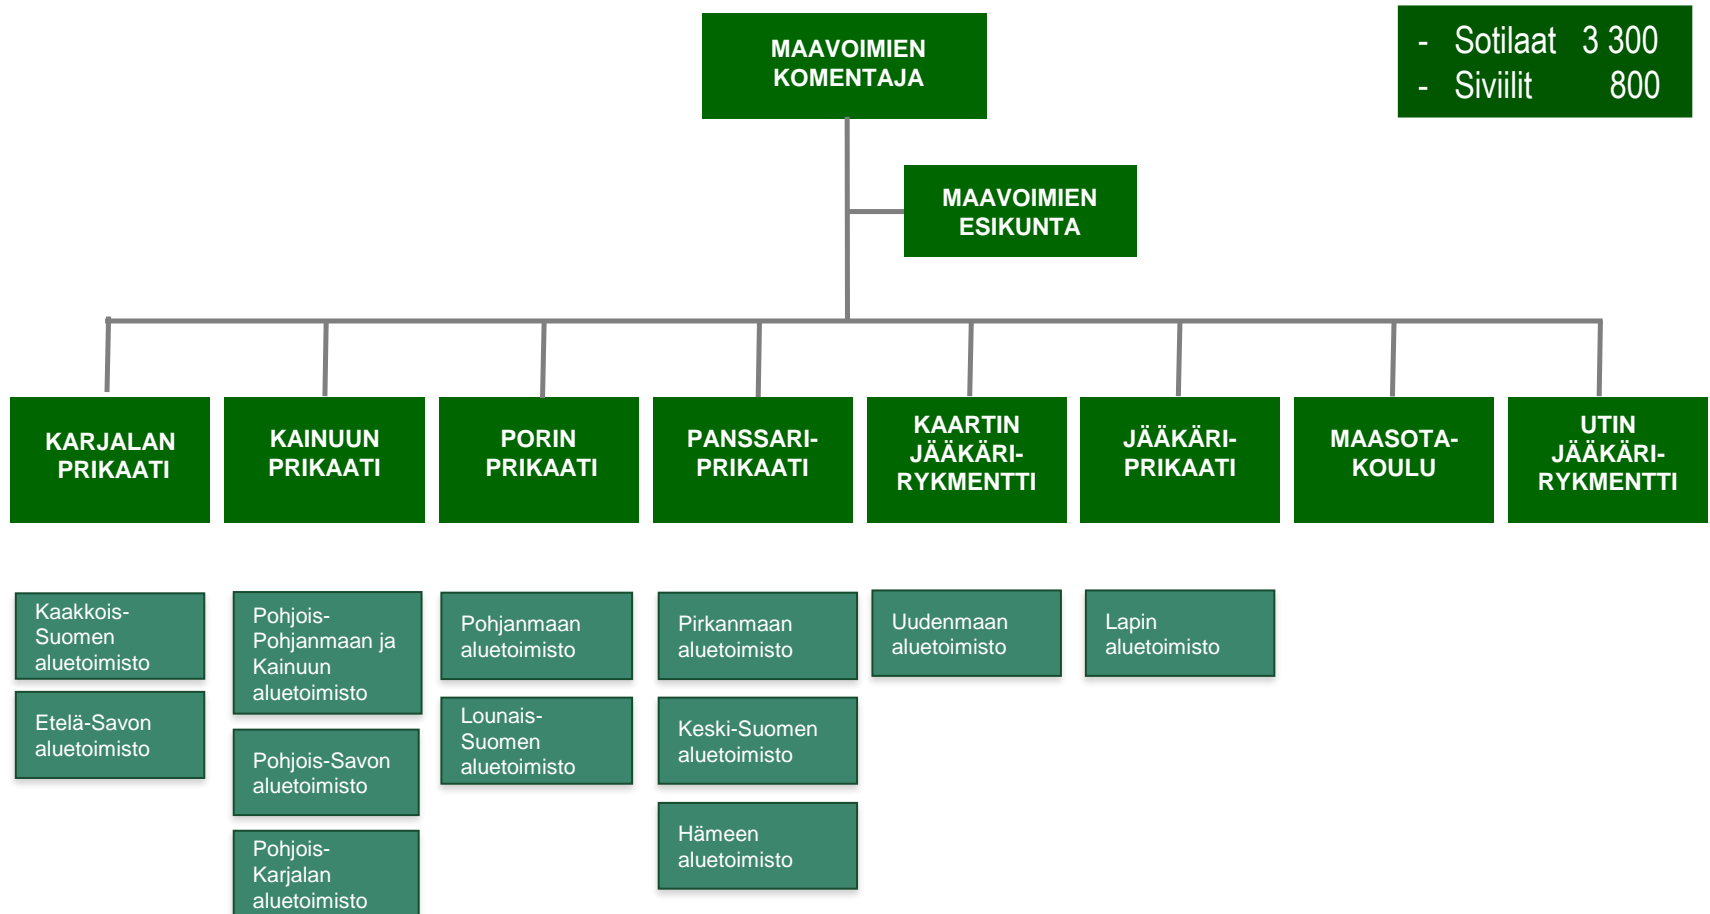 MAAVOIMIEN
KOMENTAJA
- Sotilaat 3 300
- Siviilit 800
MAAVOIMIEN
ESIKUNTA
KARJALAN
PRIKAATI
KAINUUN
PRIKAATI
PORIN
PRIKAATI
PANSSARI-
PRIKAATI
KAARTIN
JÄÄKÄRI-
RYKMENTTI
JÄÄKÄRI-
PRIKAATI
MAASOTA-
KOULU
UTIN
JÄÄKÄRI-
RYKMENTTI
Kaakkois-
Suomen
aluetoimisto
Etelä-Savon
aluetoimisto
Pohjois-
Pohjanmaan ja
Kainuun
aluetoimisto
Pohjois-Savon
aluetoimisto
Pohjois-
Karjalan
aluetoimisto
Pohjanmaan
aluetoimisto
Lounais-
Suomen
aluetoimisto
Pirkanmaan
aluetoimisto
Keski-Suomen
aluetoimisto
Hämeen
aluetoimisto
Uudenmaan
aluetoimisto
Lapin
aluetoimisto